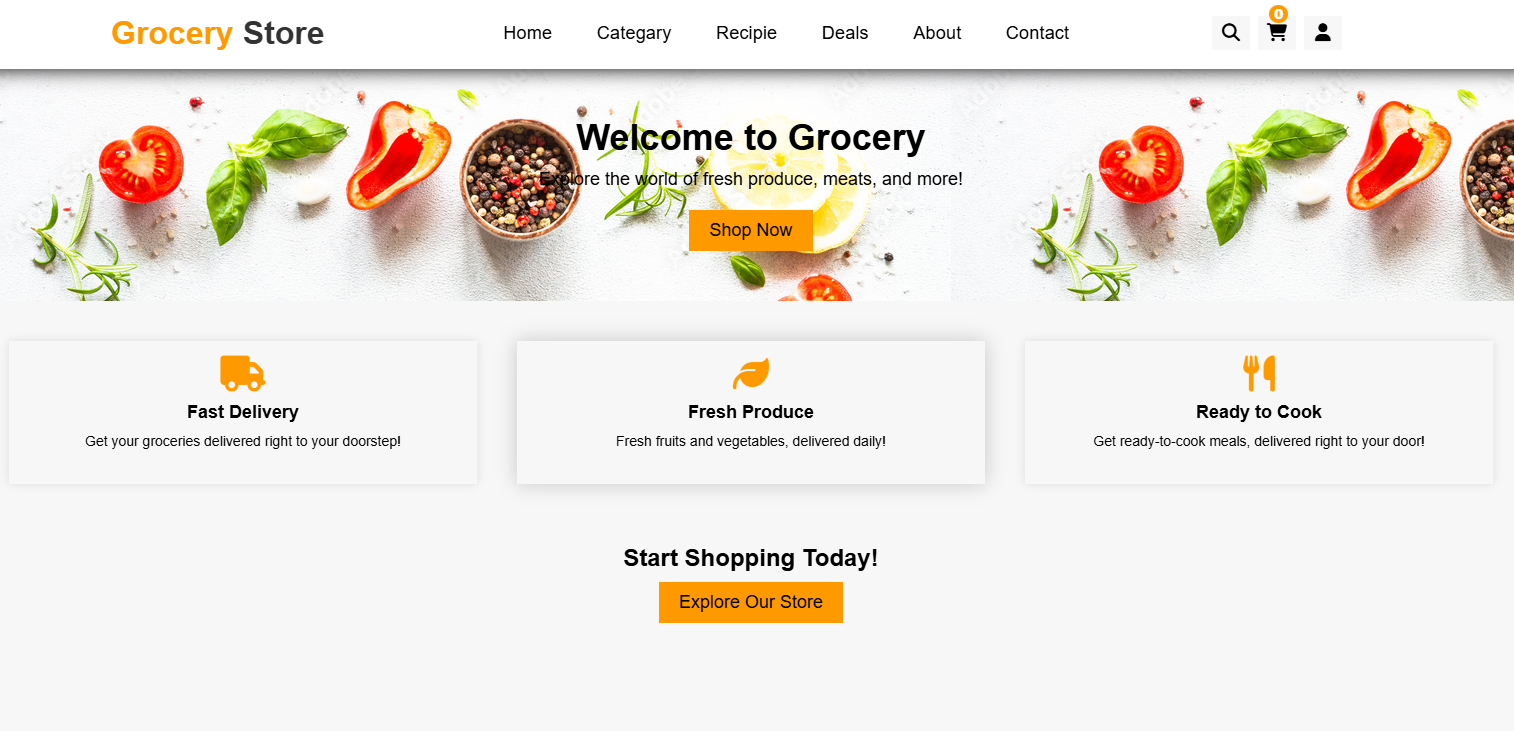 Grocery Store
Home
Categary
Recipie
Deals
About
Contact
0
Welcome to Grocery
Explore the world of fresh produce, meats, and more!
Shop Now
Fast Delivery
Get your groceries delivered right to your doorstep!
Fresh Produce
Fresh fruits and vegetables, delivered daily!
Ready to Cook
Get ready-to-cook meals, delivered right to your door!
Start Shopping Today!
Explore Our Store